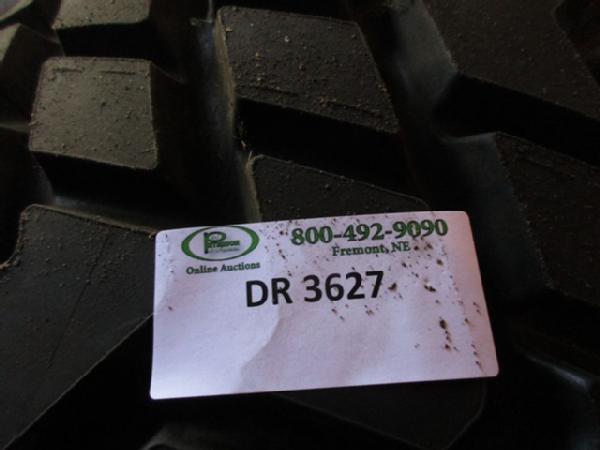 800-492-9090
Fremont, NE
Online Auctions
DR 3627